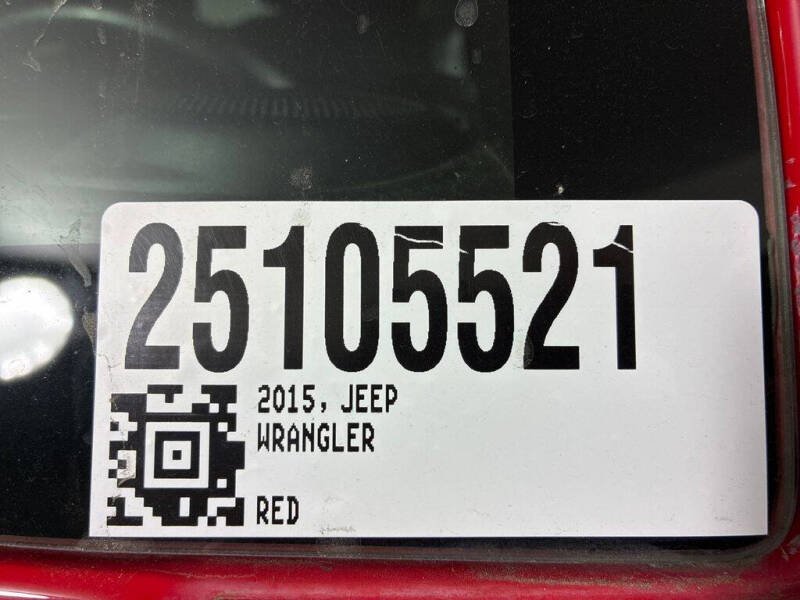 25105521
2015, JEEP
WRANGLER
RED